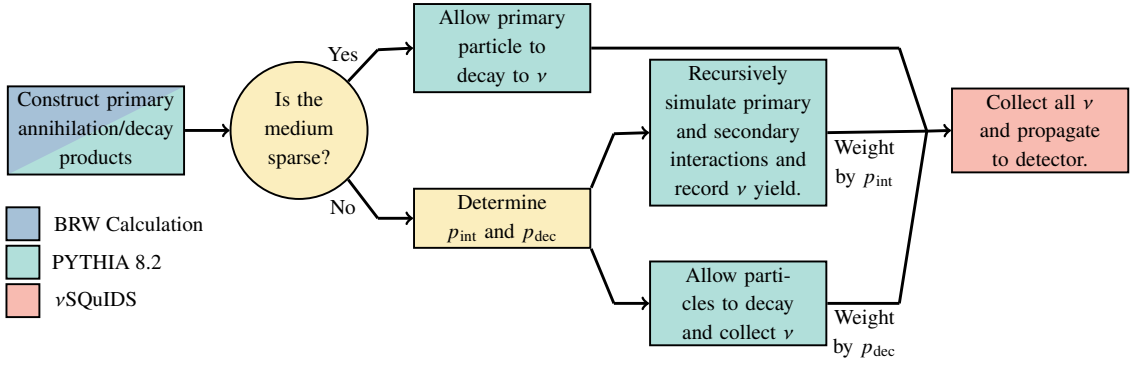 Construct primary
annihilation/decay
products
Is the
medium
sparse?
Yes
No
Allow primary
particle to
decay to ν
Determine
p_int and p_dec
Recursively
simulate primary
and secondary
interactions and
record ν yield.
Weight
by p_int
Allow parti-
cles to decay
and collect ν
Weight
by p_dec
Collect all ν
and propagate
to detector.
BRW Calculation
PYTHIA 8.2
νSQuIDS